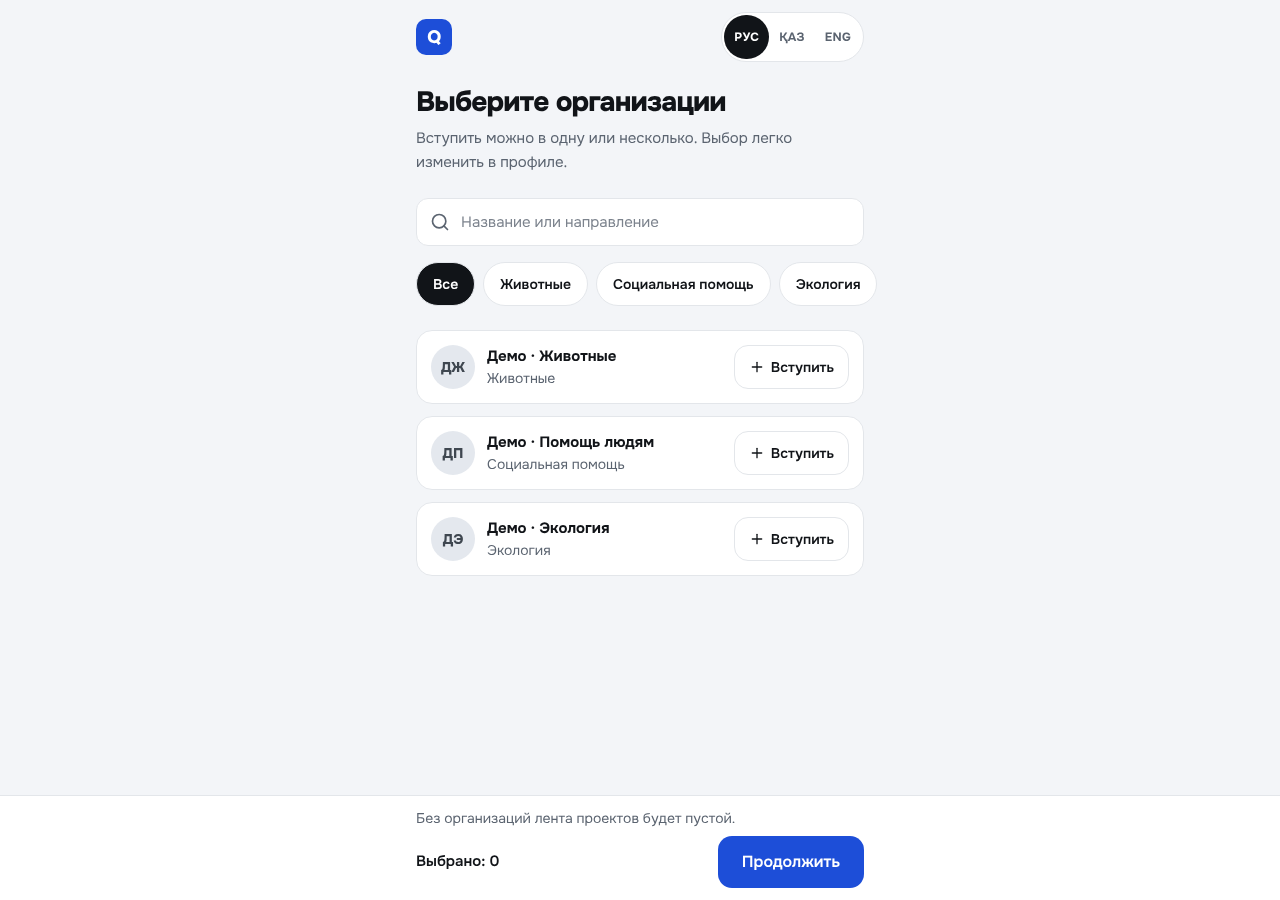 Q
РУС ҚАЗ ENG
Выберите организации
Вступить можно в одну или несколько. Выбор легко
изменить в профиле.
Название или направление
Все Животные Социальная помощь Экология
ДЖ Демо · Животные
Животные
+ Вступить
ДП Демо · Помощь людям
Социальная помощь
+ Вступить
ДЭ Демо · Экология
Экология
+ Вступить
Без организаций лента проектов будет пустой.
Выбрано: 0
Продолжить